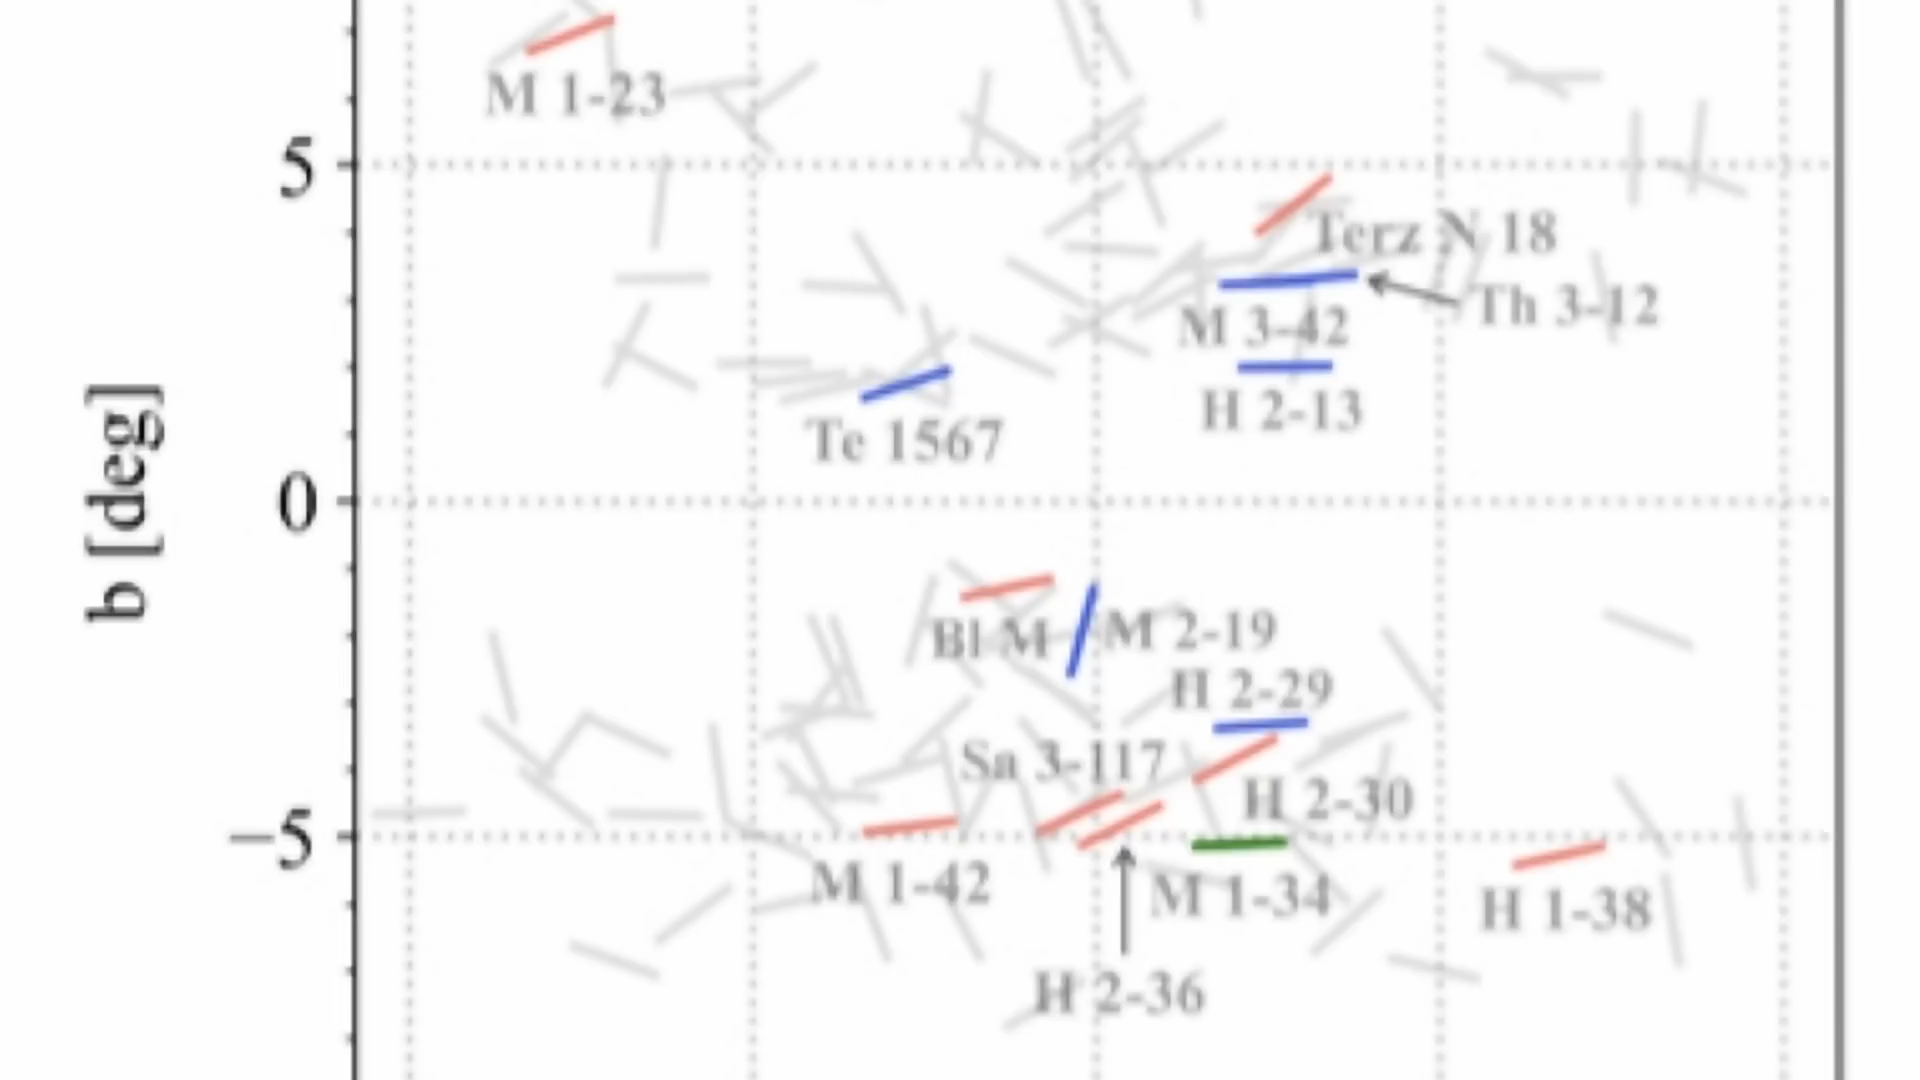 M 1-23
5
Terz N 18
Th 3-12
M 3-42
H 2-13
Te 1567
b [deg]
0
Bl M
M 2-19
H 2-29
Sa 3-117
H 2-30
−5
M 1-42
M 1-34
H 1-38
H 2-36